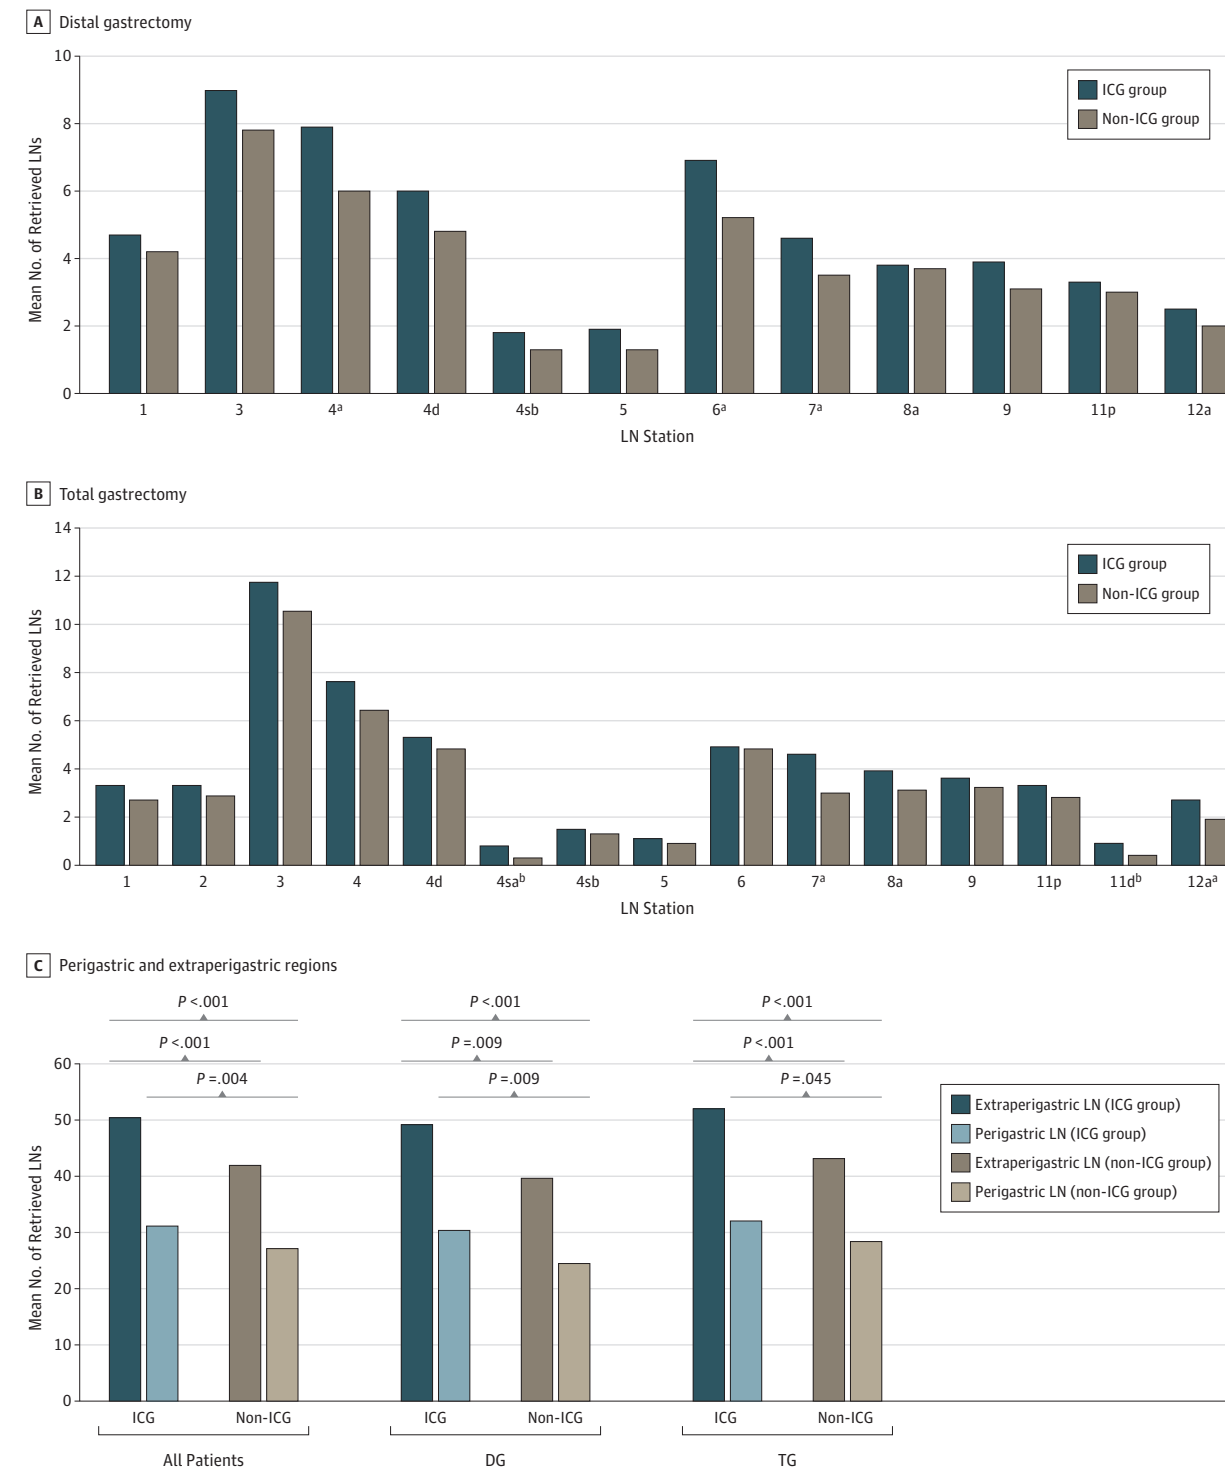 A Distal gastrectomy
10
8
6
4
2
0
Mean No. of Retrieved LNs
ICG group
Non-ICG group
1 3 4a 4d 4sb 5 6a 7a 8a 9 11p 12a
LN Station
B Total gastrectomy
14
12
10
8
6
4
2
0
Mean No. of Retrieved LNs
ICG group
Non-ICG group
1 2 3 4 4d 4sab 4sb 5 6 7a 8a 9 11p 11db 12aa
LN Station
C Perigastric and extraperigastric regions
P <.001 P <.001 P <.001
P <.001 P =.009 P <.001
P =.004 P =.009 P =.045
60
50
40
30
20
10
0
Mean No. of Retrieved LNs
Extraperigastric LN (ICG group)
Perigastric LN (ICG group)
Extraperigastric LN (non-ICG group)
Perigastric LN (non-ICG group)
ICG Non-ICG ICG Non-ICG ICG Non-ICG
All Patients DG TG